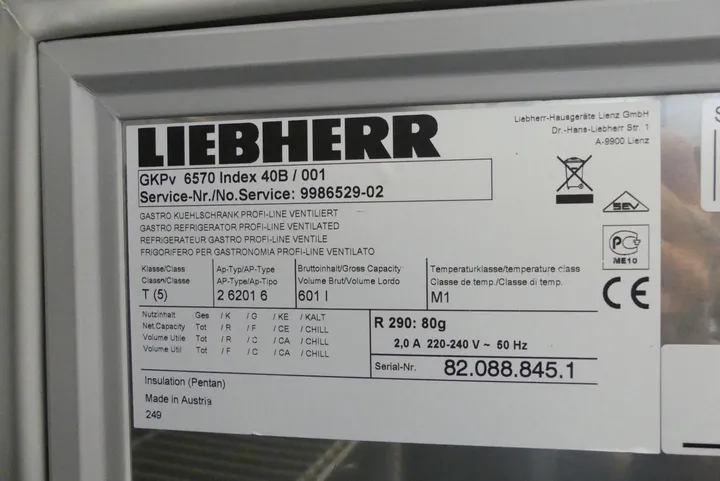 LIEBHERR
Liebherr-Hausgeräte Lienz GmbH
Dr.-Hans-Liebherr Str. 1
A-9900 Lienz
GKPv 6570 Index 40B / 001
Service-Nr./No.Service: 9986529-02
GASTRO KUEHLSCHRANK PROFI-LINE VENTILIERT
GASTRO REFRIGERATOR PROFI-LINE VENTILATED
REFRIGERATEUR GASTRO PROFI-LINE VENTILE
FRIGORIFERO PER GASTRONOMIA PROFI-LINE VENTILATO
SEV
PC
ME10
CE
Klasse/Class Ap-Typ/AP-Type Bruttoinhalt/Gross Capacity Temperaturklasse/temperature class
Classe/Classe Ap-Type/Ap-Tipo Volume Brut/Volume Lordo Classe de temp./Classe di temp.
T (5) 2 6201 6 601 l M1
Nutzinhalt Ges / K / G / KE / KALT
Net.Capacity Tot / R / F / CE / CHILL
Volume Utile Tot / R / C / CA / CHILL
Volume Util Tot / F / C / CA / CHILL
R 290: 80g
2,0 A 220-240 V ~ 50 Hz
Serial-Nr. 82.088.845.1
Insulation (Pentan)
Made in Austria
249
S